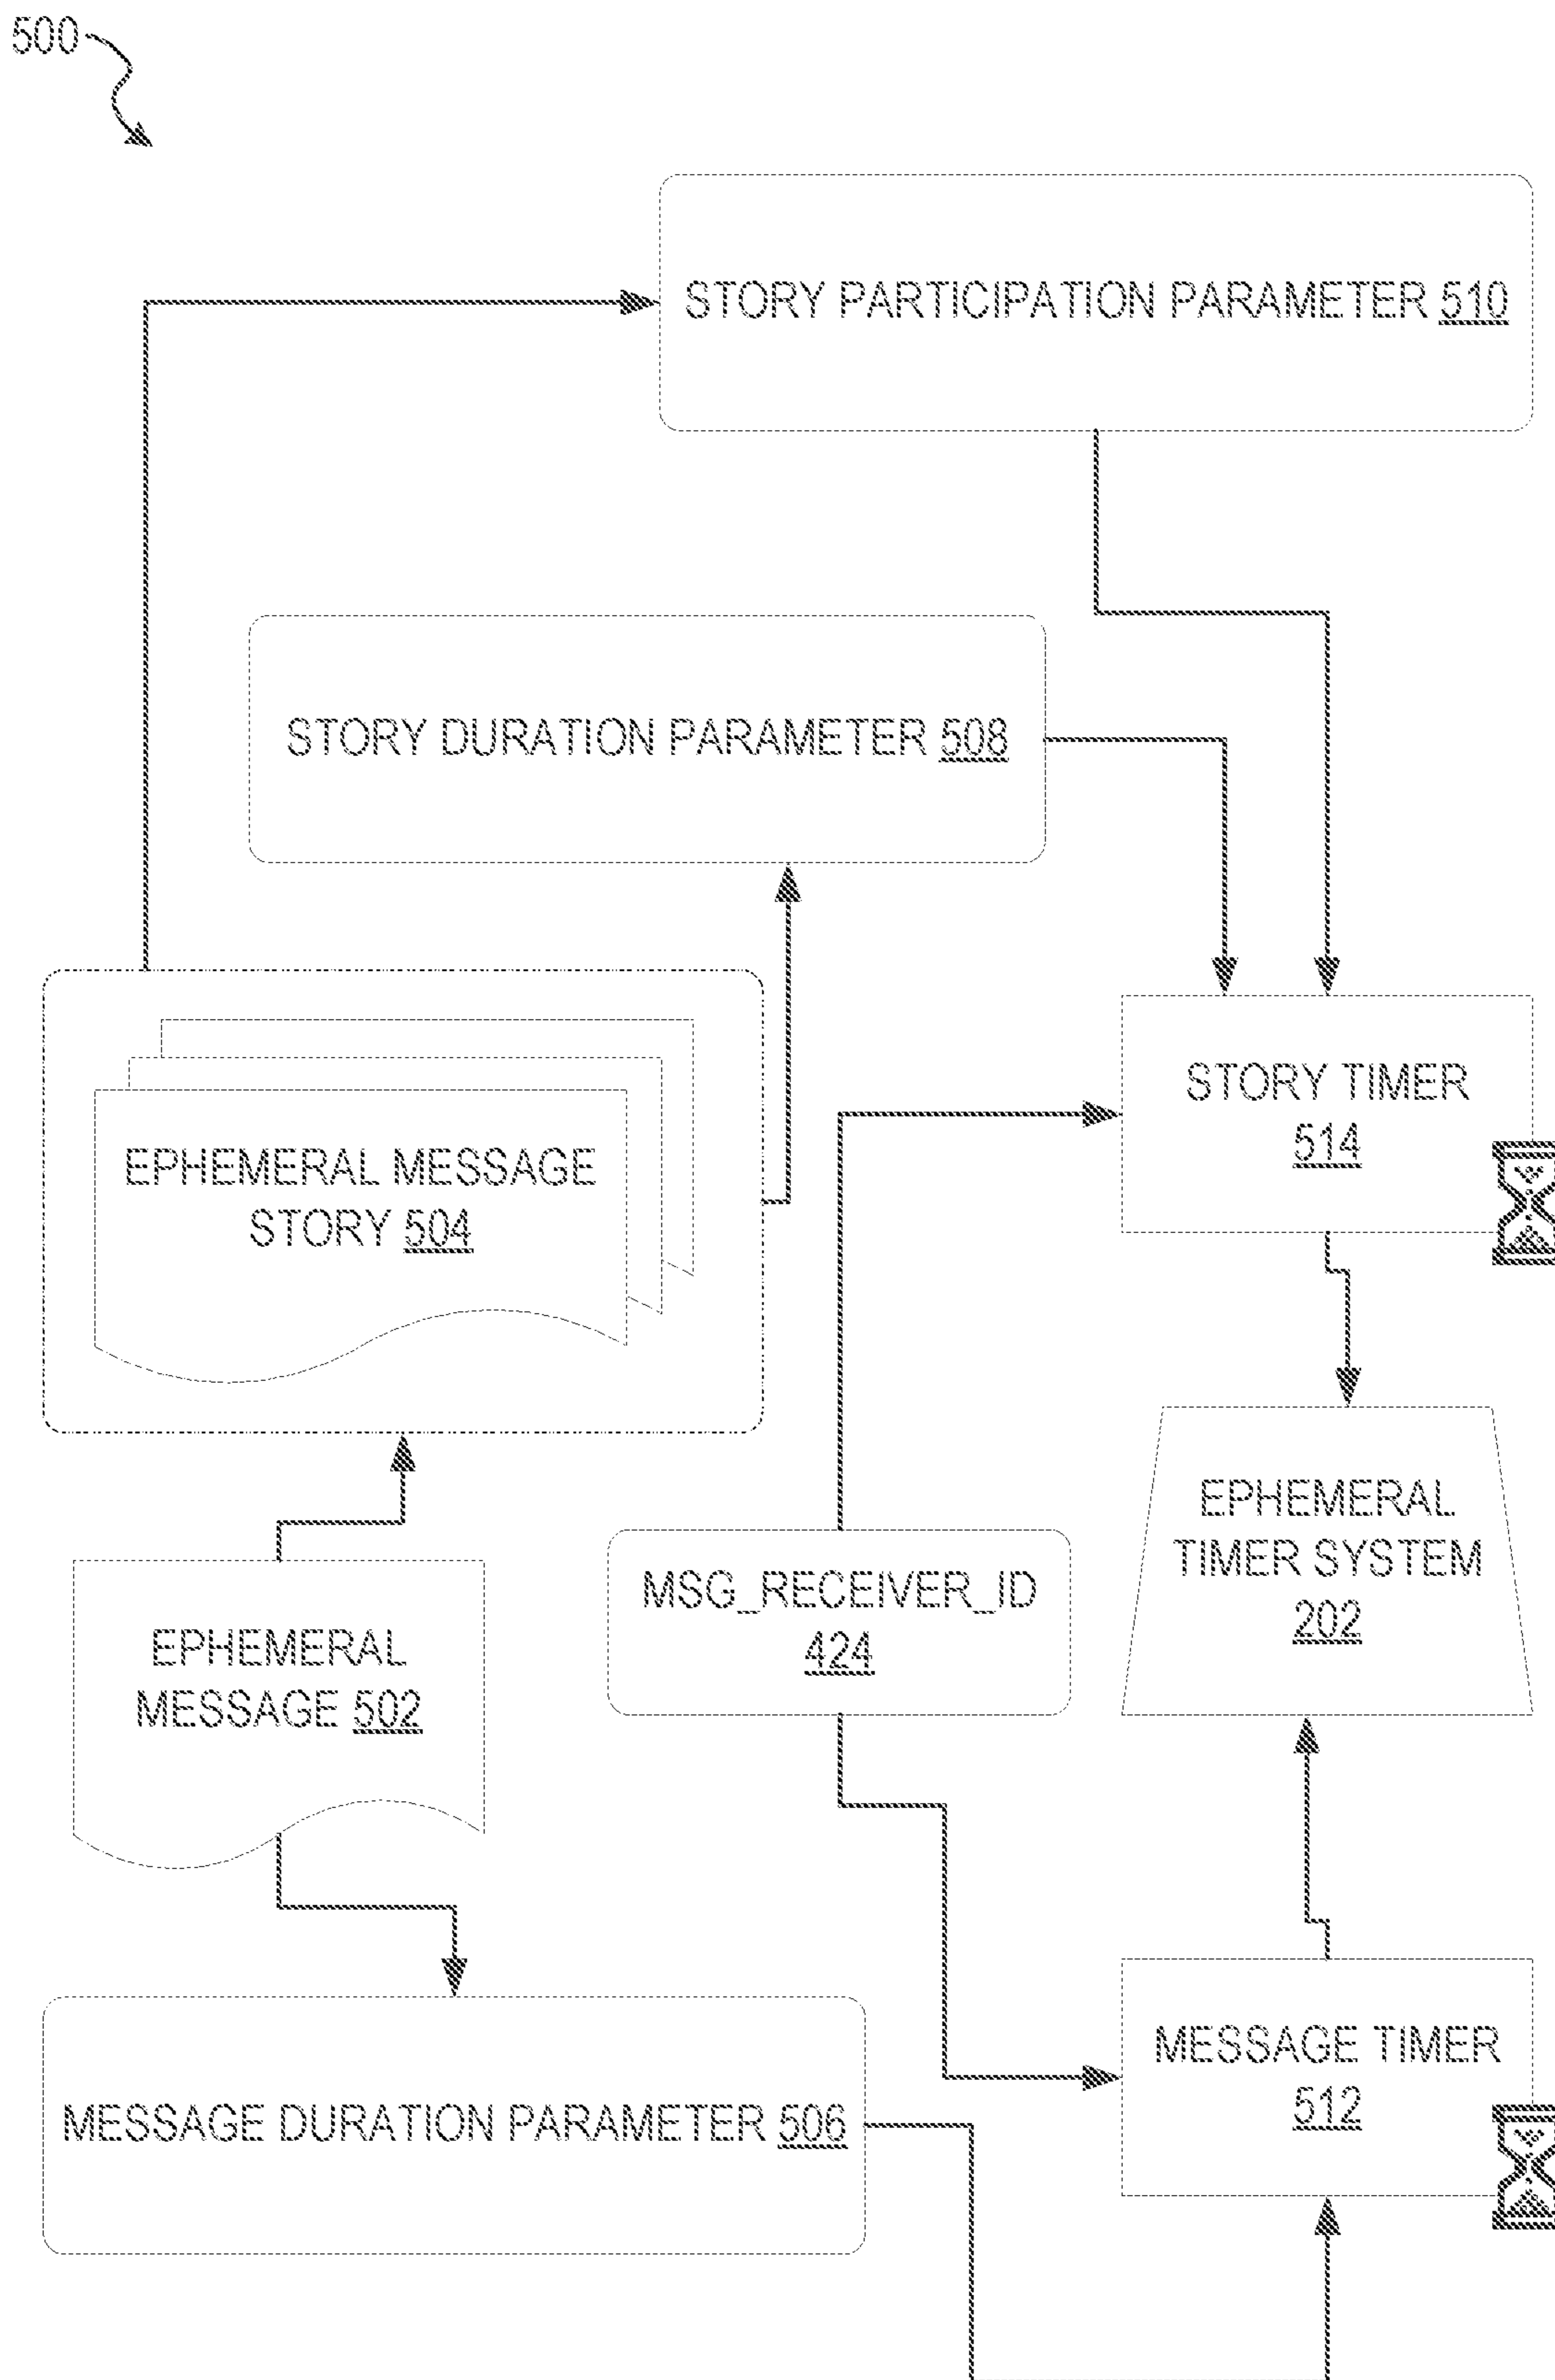 500
STORY PARTICIPATION PARAMETER 510
STORY DURATION PARAMETER 508
STORY TIMER
514
EPHEMERAL MESSAGE
STORY 504
EPHEMERAL
TIMER SYSTEM
202
MSG_RECEIVER_ID
424
EPHEMERAL
MESSAGE 502
MESSAGE TIMER
512
MESSAGE DURATION PARAMETER 506